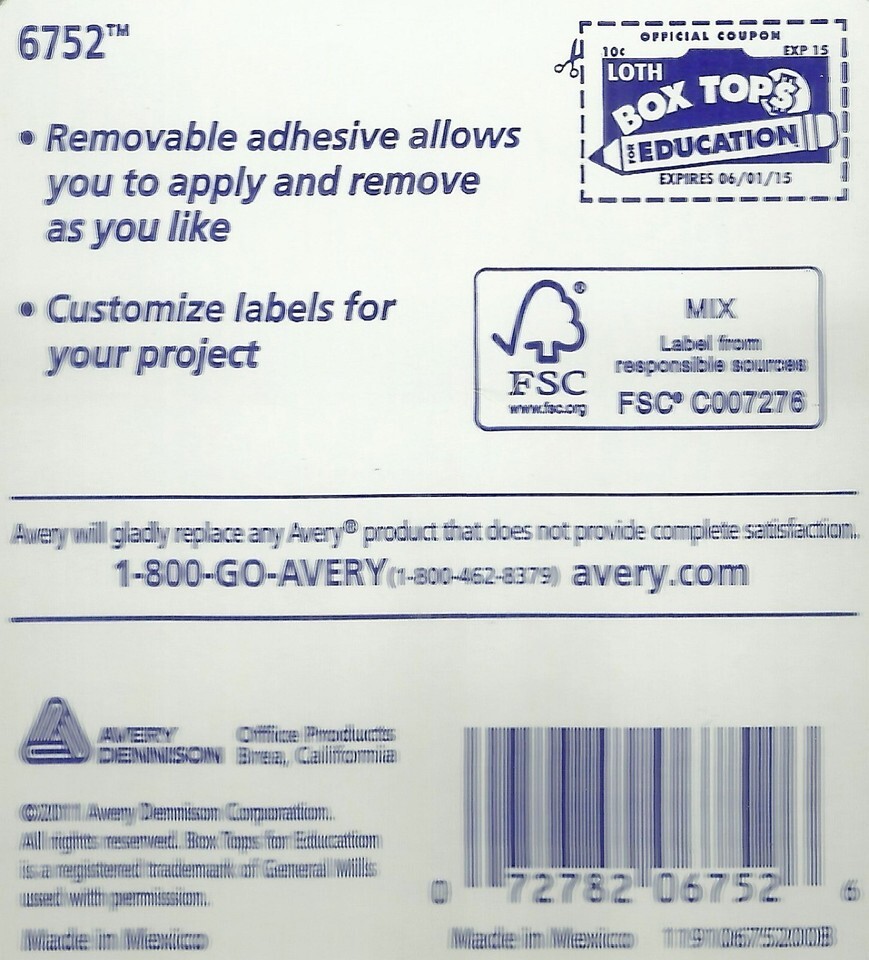 6752™
• Removable adhesive allows
you to apply and remove
as you like
• Customize labels for
your project
OFFICIAL COUPON
10¢ EXP 15
LOTH
BOX TOP$
FOR EDUCATION
EXPIRES 06/01/15
FSC®
www.fsc.org
MIX
Label from
responsible sources
FSC® C007276
Avery will gladly replace any Avery® product that does not provide complete satisfaction.
1-800-GO-AVERY (1-800-462-8379) avery.com
AVERY
DENNISON
Office Products
Brea, California
©2011 Avery Dennison Corporation.
All rights reserved. Box Tops for Education
is a registered trademark of General Mills
used with permission.
Made in Mexico
0 72782 06752 6
Made in Mexico 11910675200B